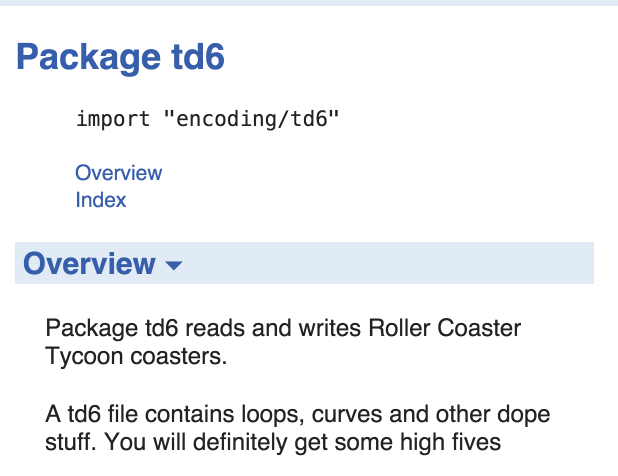 Package td6
import "encoding/td6"
Overview
Index
Overview
Package td6 reads and writes Roller Coaster
Tycoon coasters.
A td6 file contains loops, curves and other dope
stuff. You will definitely get some high fives